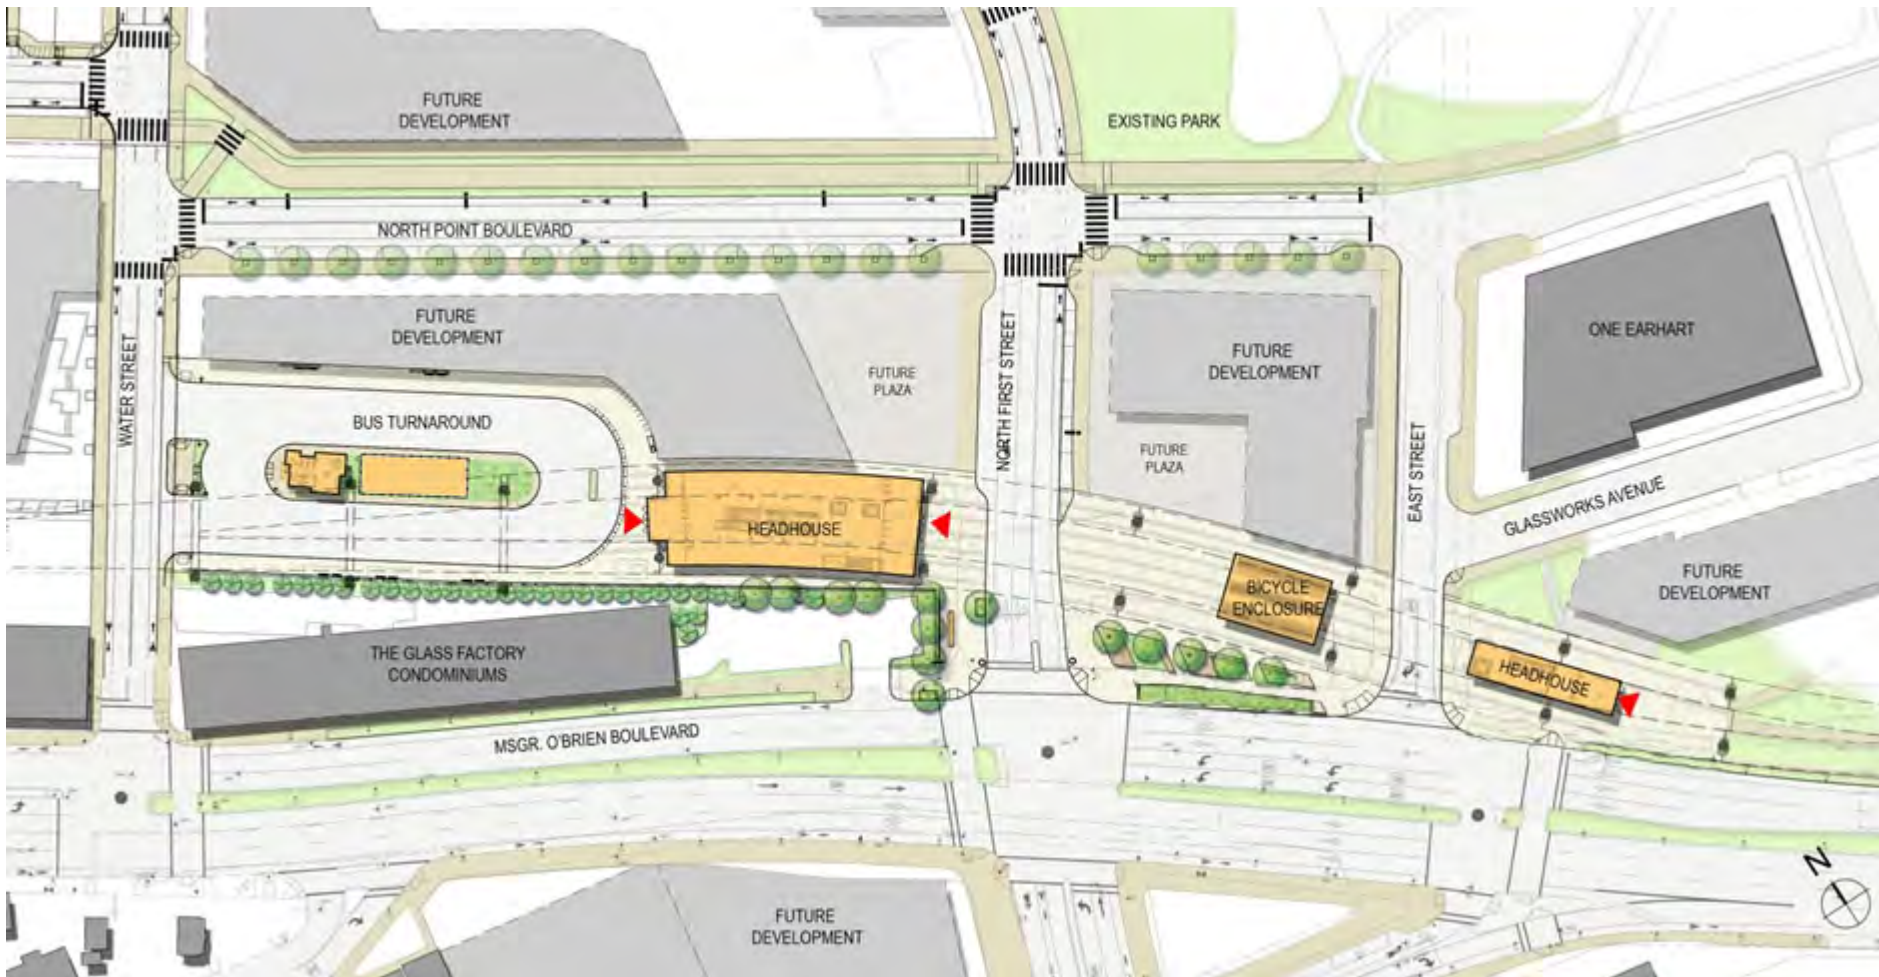 FUTURE
DEVELOPMENT
EXISTING PARK
NORTH POINT BOULEVARD
FUTURE
DEVELOPMENT
ONE EARHART
WATER STREET
NORTH FIRST STREET
FUTURE
DEVELOPMENT
FUTURE
PLAZA
BUS TURNAROUND
EAST STREET
FUTURE
PLAZA
GLASSWORKS AVENUE
HEADHOUSE
BICYCLE
ENCLOSURE
FUTURE
DEVELOPMENT
THE GLASS FACTORY
CONDOMINIUMS
HEADHOUSE
MSGR. O'BRIEN BOULEVARD
N
FUTURE
DEVELOPMENT